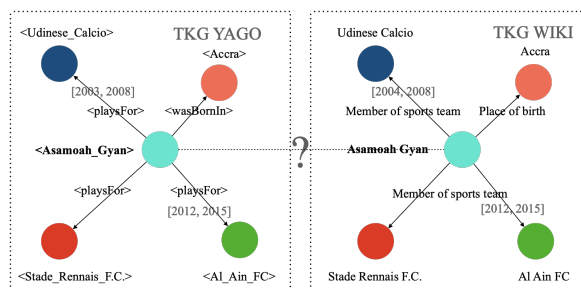 <Udinese_Calcio>
TKG YAGO
<Accra>
[2003, 2008]
<playsFor>
<wasBornIn>
<Asamoah_Gyan>
<playsFor>
<playsFor>
[2012, 2015]
<Stade_Rennais_F.C.>
<Al_Ain_FC>
?
Udinese Calcio
TKG WIKI
Accra
[2004, 2008]
Member of sports team
Place of birth
Asamoah Gyan
Member of sports team
[2012, 2015]
Stade Rennais F.C.
Al Ain FC